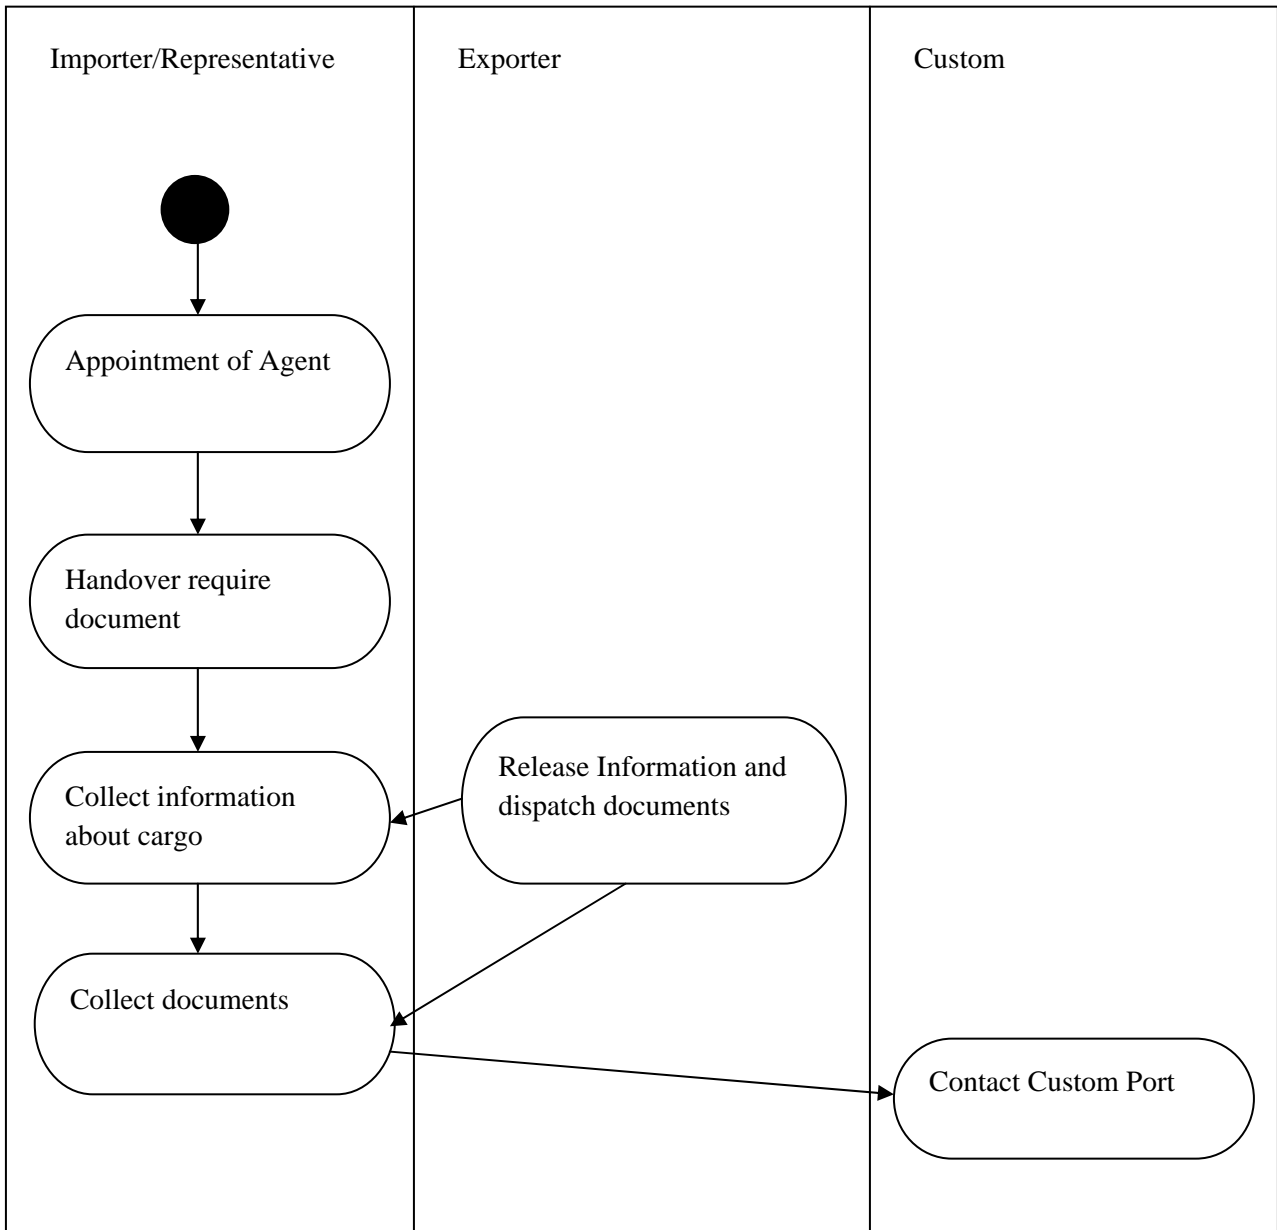 Importer/Representative
Exporter
Custom
Appointment of Agent
Handover require
document
Collect information
about cargo
Release Information and
dispatch documents
Collect documents
Contact Custom Port